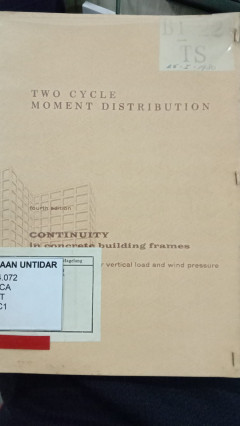 TS
TWO CYCLE
MOMENT DISTRIBUTION
fourth edition
CONTINUITY
in concrete building frames
vertical load and wind pressure
AAN UNTIDAR
.072
CA
T
C1